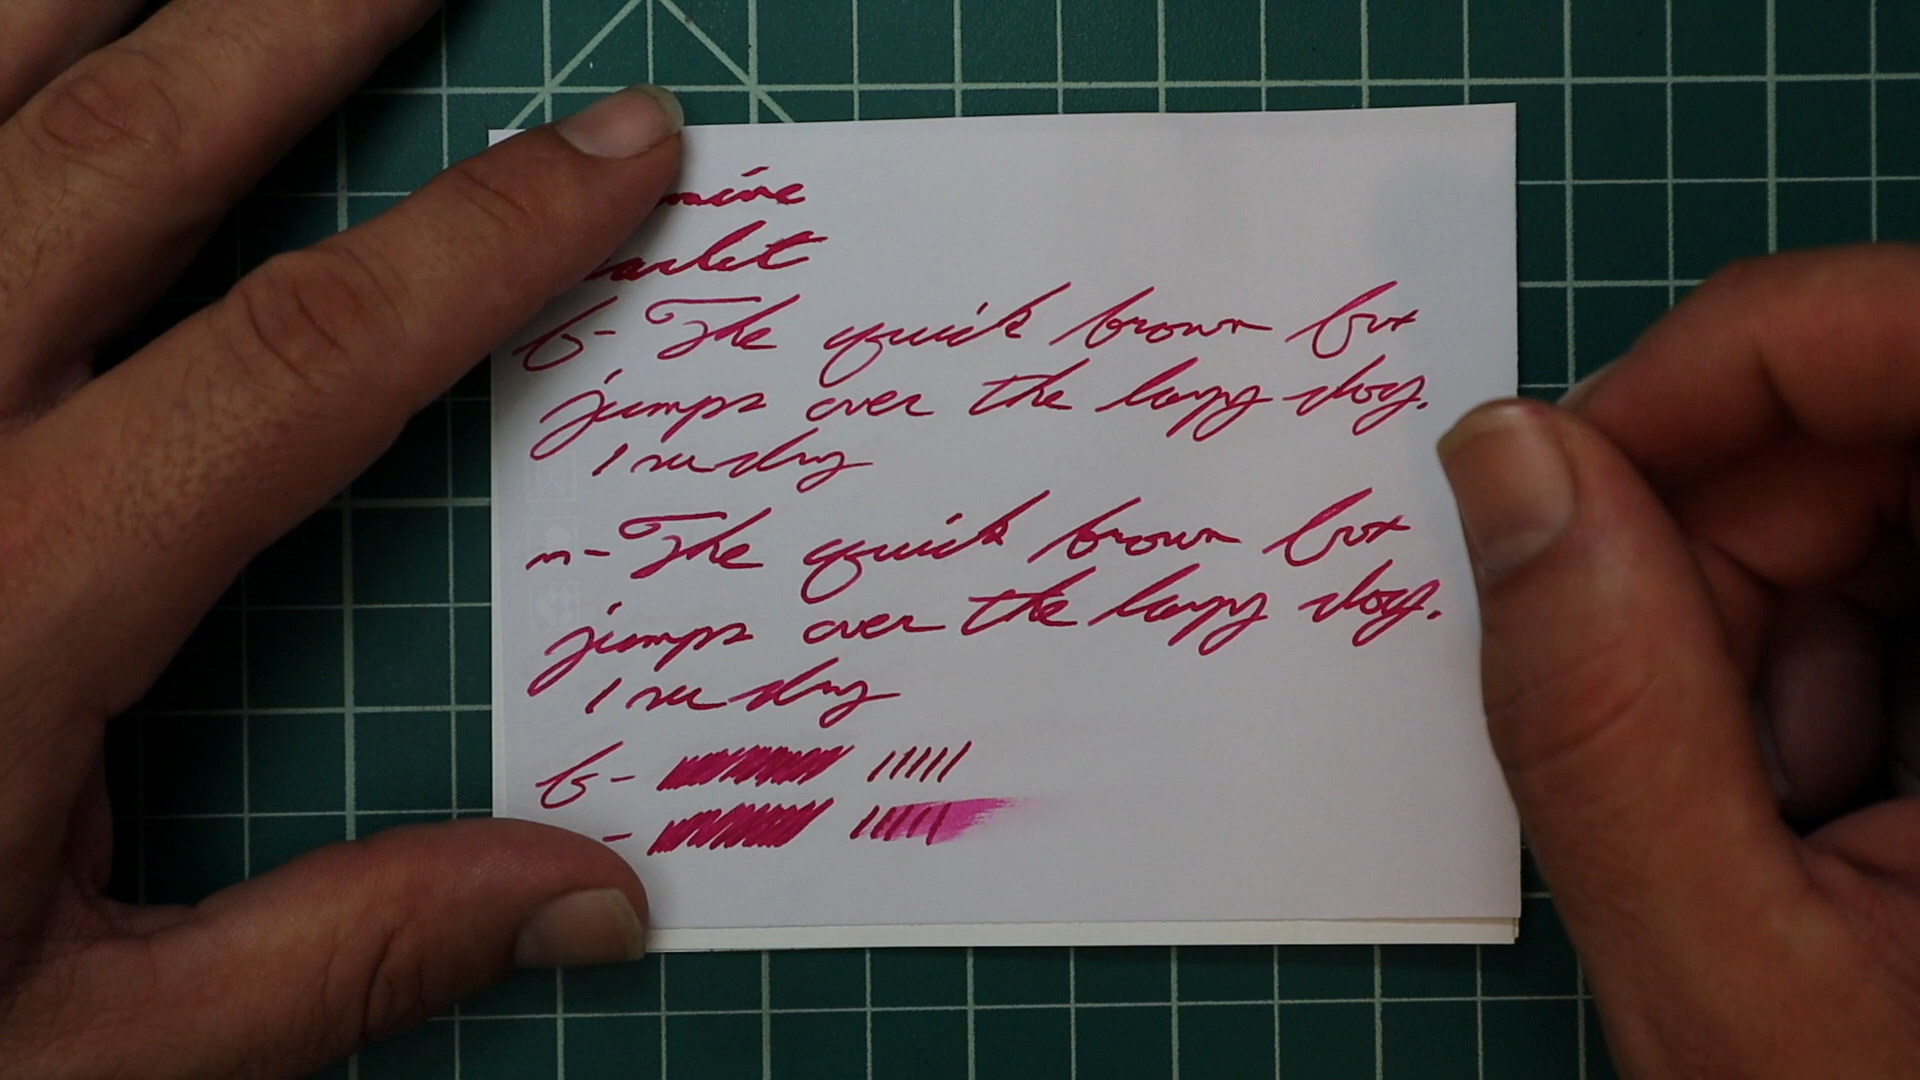 f- The quick brown fox
jumps over the lazy dog.
1 sec dry
m- The quick brown fox
jumps over the lazy dog.
1 sec dry
f-
-